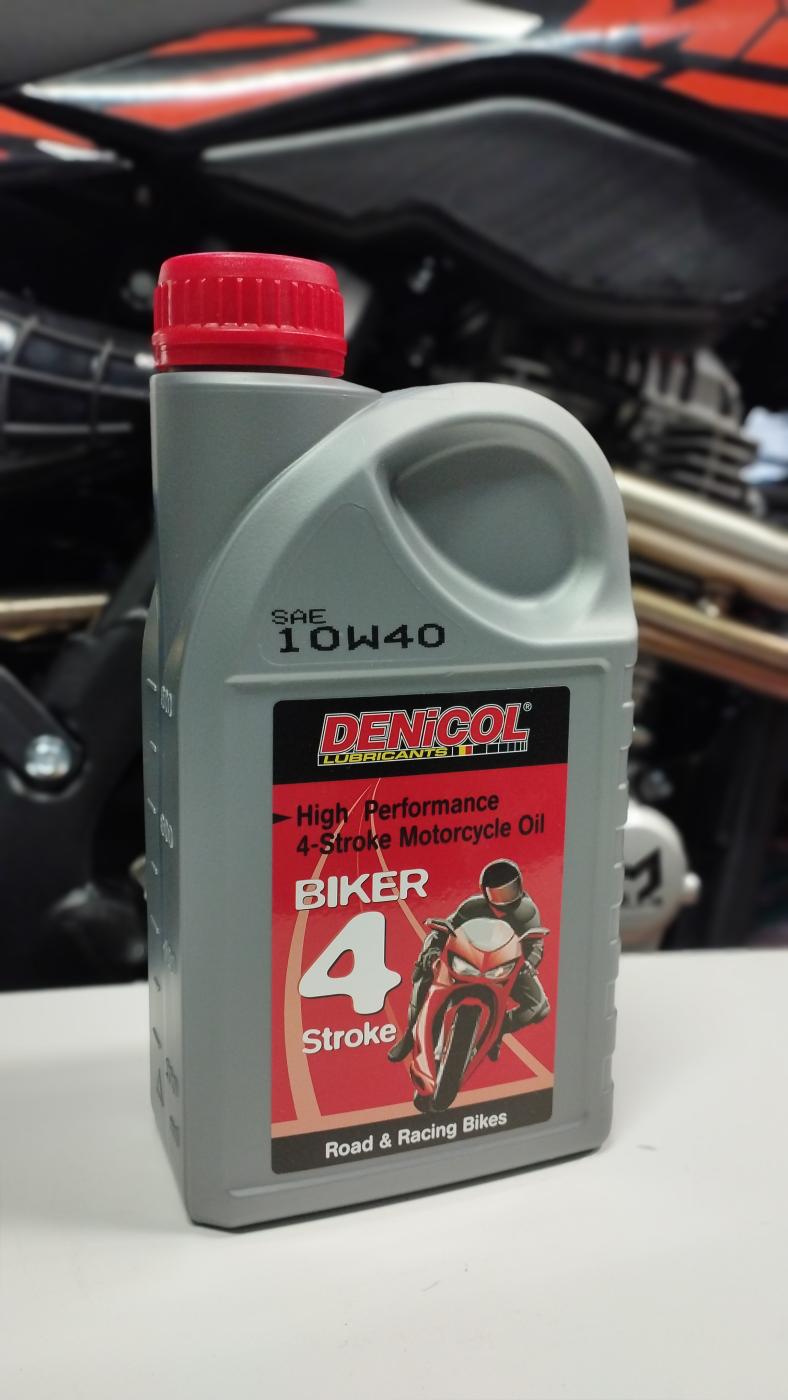 SAE
10W40
DENiCOL®
LUBRICANTS
High Performance
4-Stroke Motorcycle Oil
BIKER
4
Stroke
Road & Racing Bikes